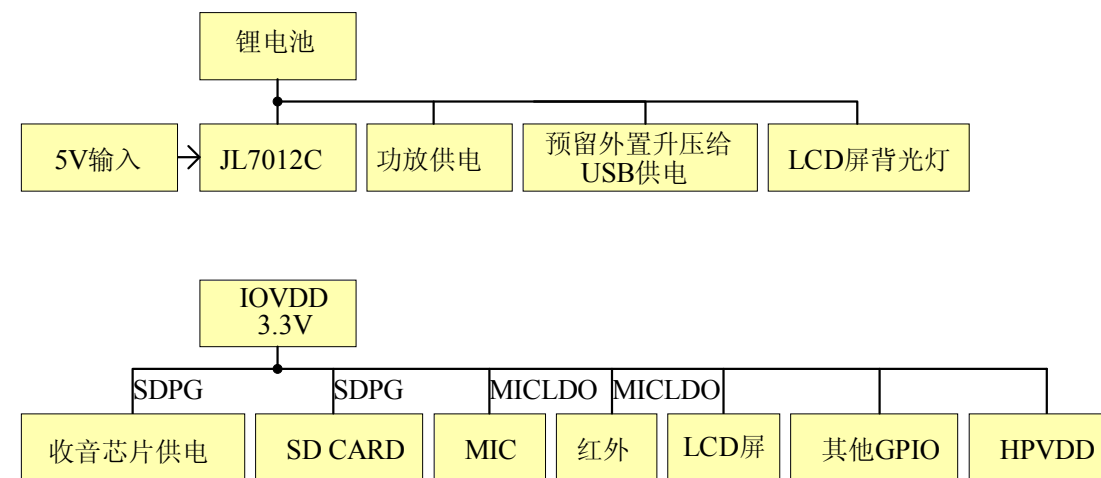 锂电池
5V输入
JL7012C
功放供电
预留外置升压给
USB供电
LCD屏背光灯
IOVDD
3.3V
SDPG
SDPG
MICLDO
MICLDO
收音芯片供电
SD CARD
MIC
红外
LCD屏
其他GPIO
HPVDD